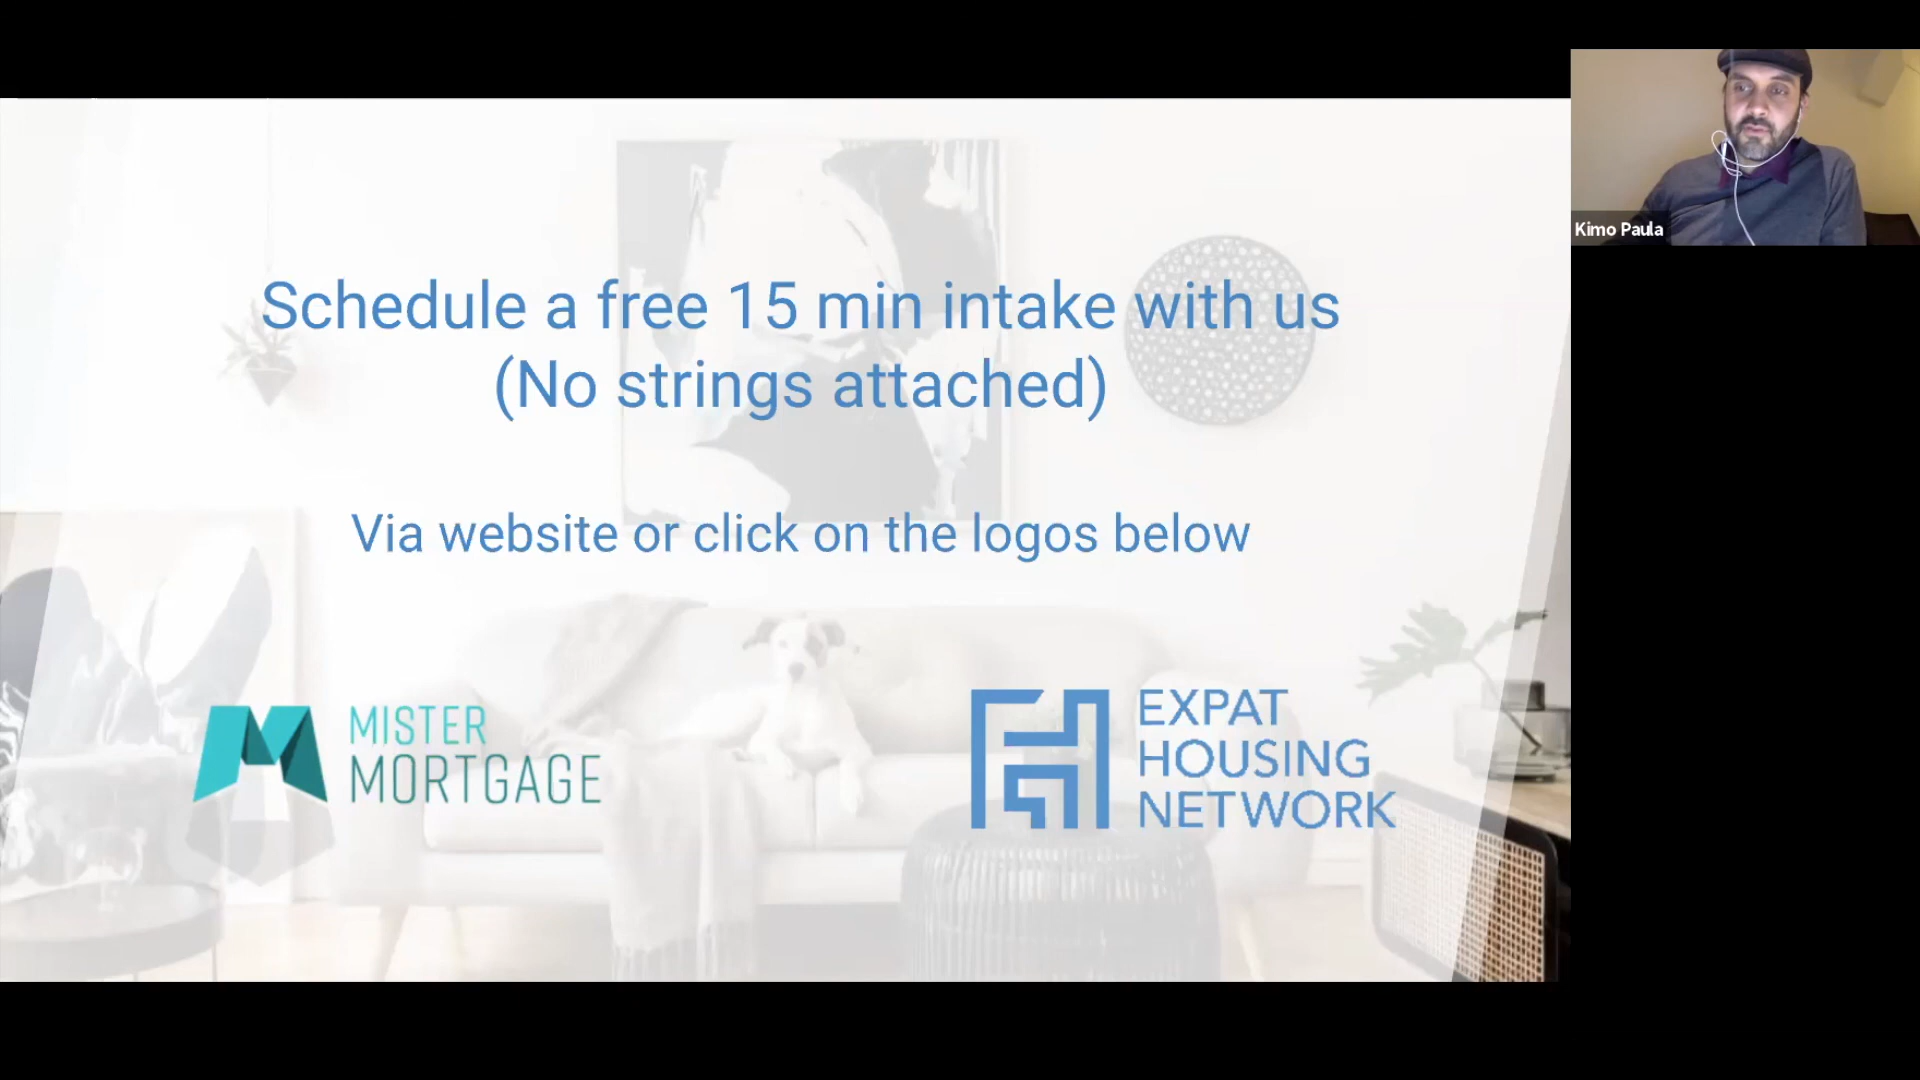 Schedule a free 15 min intake with us
(No strings attached)
Via website or click on the logos below
MISTER
MORTGAGE
EXPAT
HOUSING
NETWORK
Kimo Paula